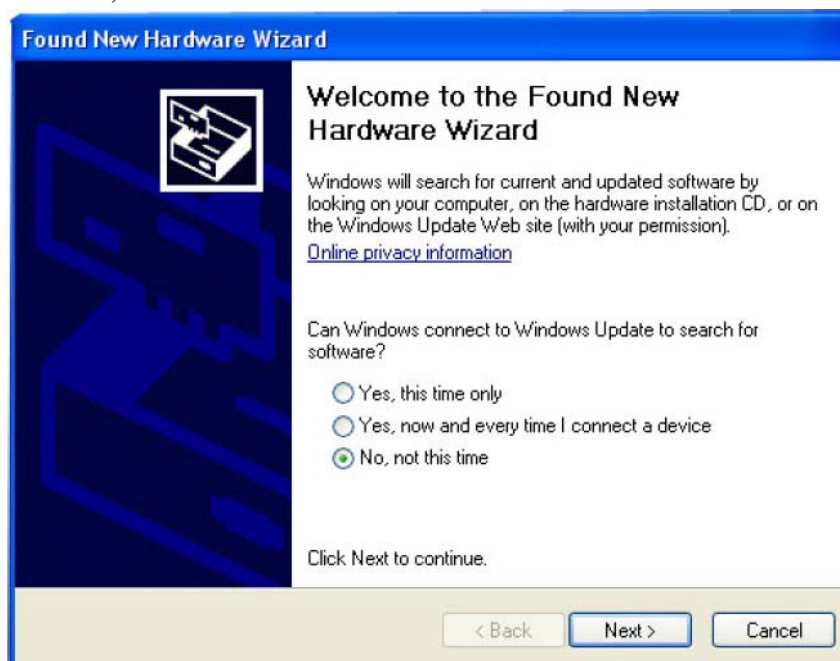 Found New Hardware Wizard
Welcome to the Found New
Hardware Wizard
Windows will search for current and updated software by
looking on your computer, on the hardware installation CD, or on
the Windows Update Web site (with your permission).
Online privacy information
Can Windows connect to Windows Update to search for
software?
Yes, this time only
Yes, now and every time I connect a device
No, not this time
Click Next to continue.
< Back Next > Cancel